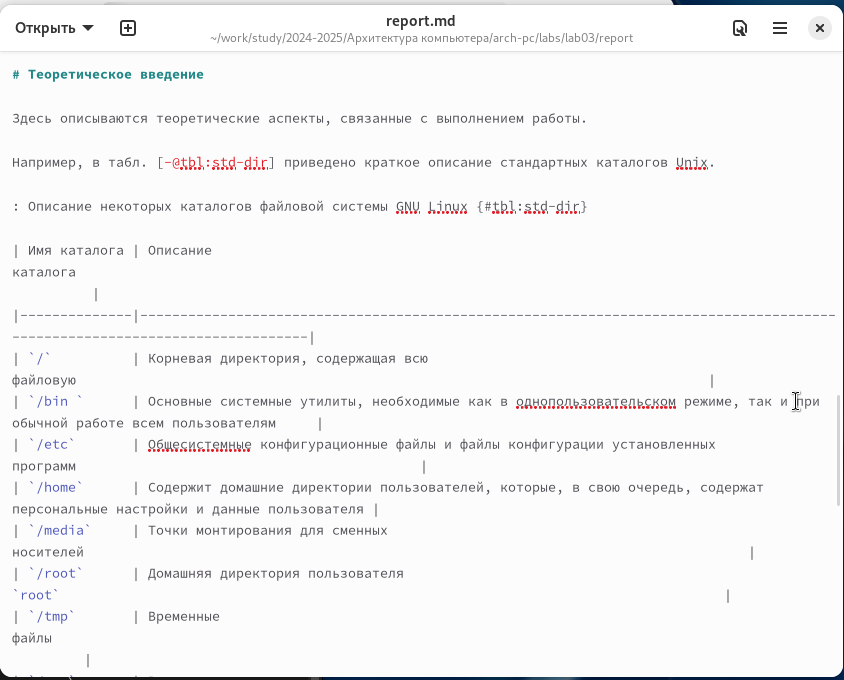 Открыть
report.md
~/work/study/2024-2025/Архитектура компьютера/arch-pc/labs/lab03/report
# Теоретическое введение
Здесь описываются теоретические аспекты, связанные с выполнением работы.
Например, в табл. [-@tbl:std-dir] приведено краткое описание стандартных каталогов Unix.
: Описание некоторых каталогов файловой системы GNU Linux {#tbl:std-dir}
| Имя каталога | Описание
каталога
|
|--------------|---------------------------------------------------------------------------------------
-------------------------------------|
| `/`          | Корневая директория, содержащая всю
файловую |
| `/bin `      | Основные системные утилиты, необходимые как в однопользовательском режиме, так и при
обычной работе всем пользователям |
| `/etc`       | Общесистемные конфигурационные файлы и файлы конфигурации установленных
программ |
| `/home`      | Содержит домашние директории пользователей, которые, в свою очередь, содержат
персональные настройки и данные пользователя |
| `/media`     | Точки монтирования для сменных
носителей |
| `/root`      | Домашняя директория пользователя
`root` |
| `/tmp`       | Временные
файлы
|